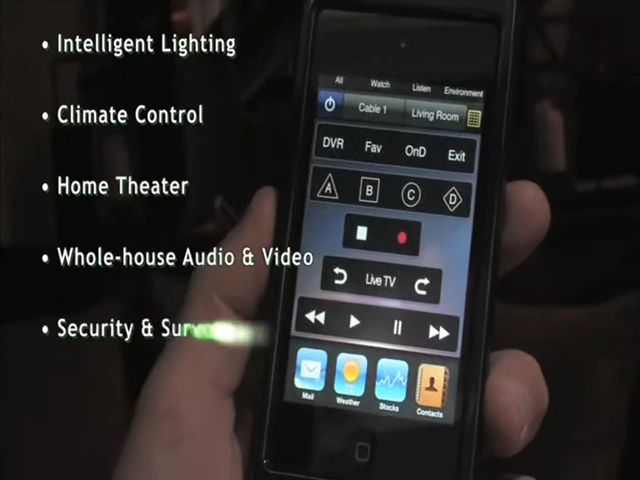 • Intelligent Lighting
• Climate Control
• Home Theater
• Whole-house Audio & Video
• Security &
All Watch Listen Environment
Cable 1 Living Room
DVR Fav OnD Exit
A B C D
Live TV
Mail Weather Stocks Contacts